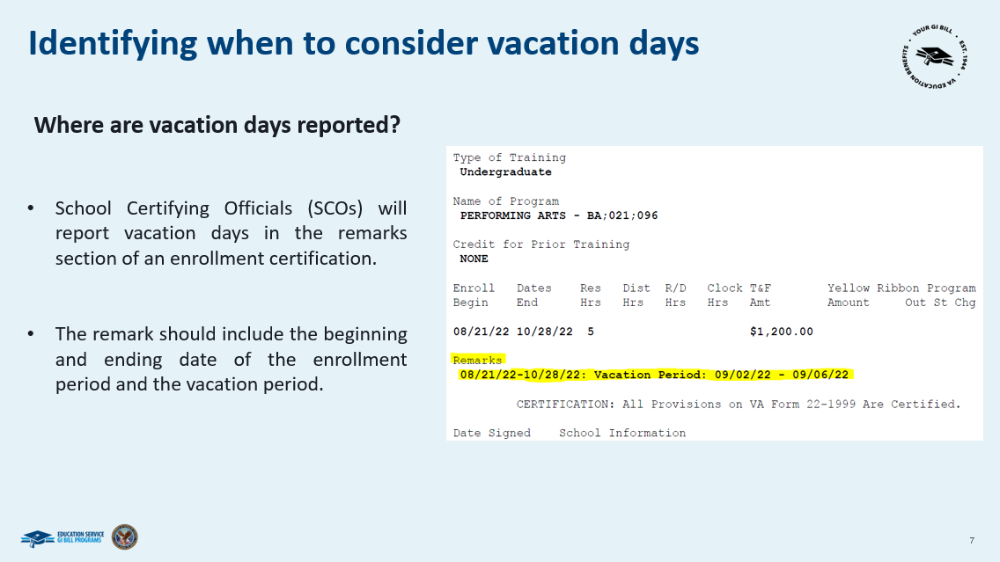 Identifying when to consider vacation days
YOUR GI BILL • EST. 1944 • VA EDUCATION BENEFITS •
Where are vacation days reported?
• School Certifying Officials (SCOs) will
report vacation days in the remarks
section of an enrollment certification.
• The remark should include the beginning
and ending date of the enrollment
period and the vacation period.
Type of Training
Undergraduate
Name of Program
PERFORMING ARTS - BA;021;096
Credit for Prior Training
NONE
Enroll Dates Res Dist R/D Clock T&F Yellow Ribbon Program
Begin End Hrs Hrs Hrs Hrs Amt Amount Out St Chg
08/21/22 10/28/22 5 $1,200.00
Remarks
08/21/22-10/28/22: Vacation Period: 09/02/22 - 09/06/22
CERTIFICATION: All Provisions on VA Form 22-1999 Are Certified.
Date Signed School Information
EDUCATION SERVICE
GI BILL PROGRAMS
7